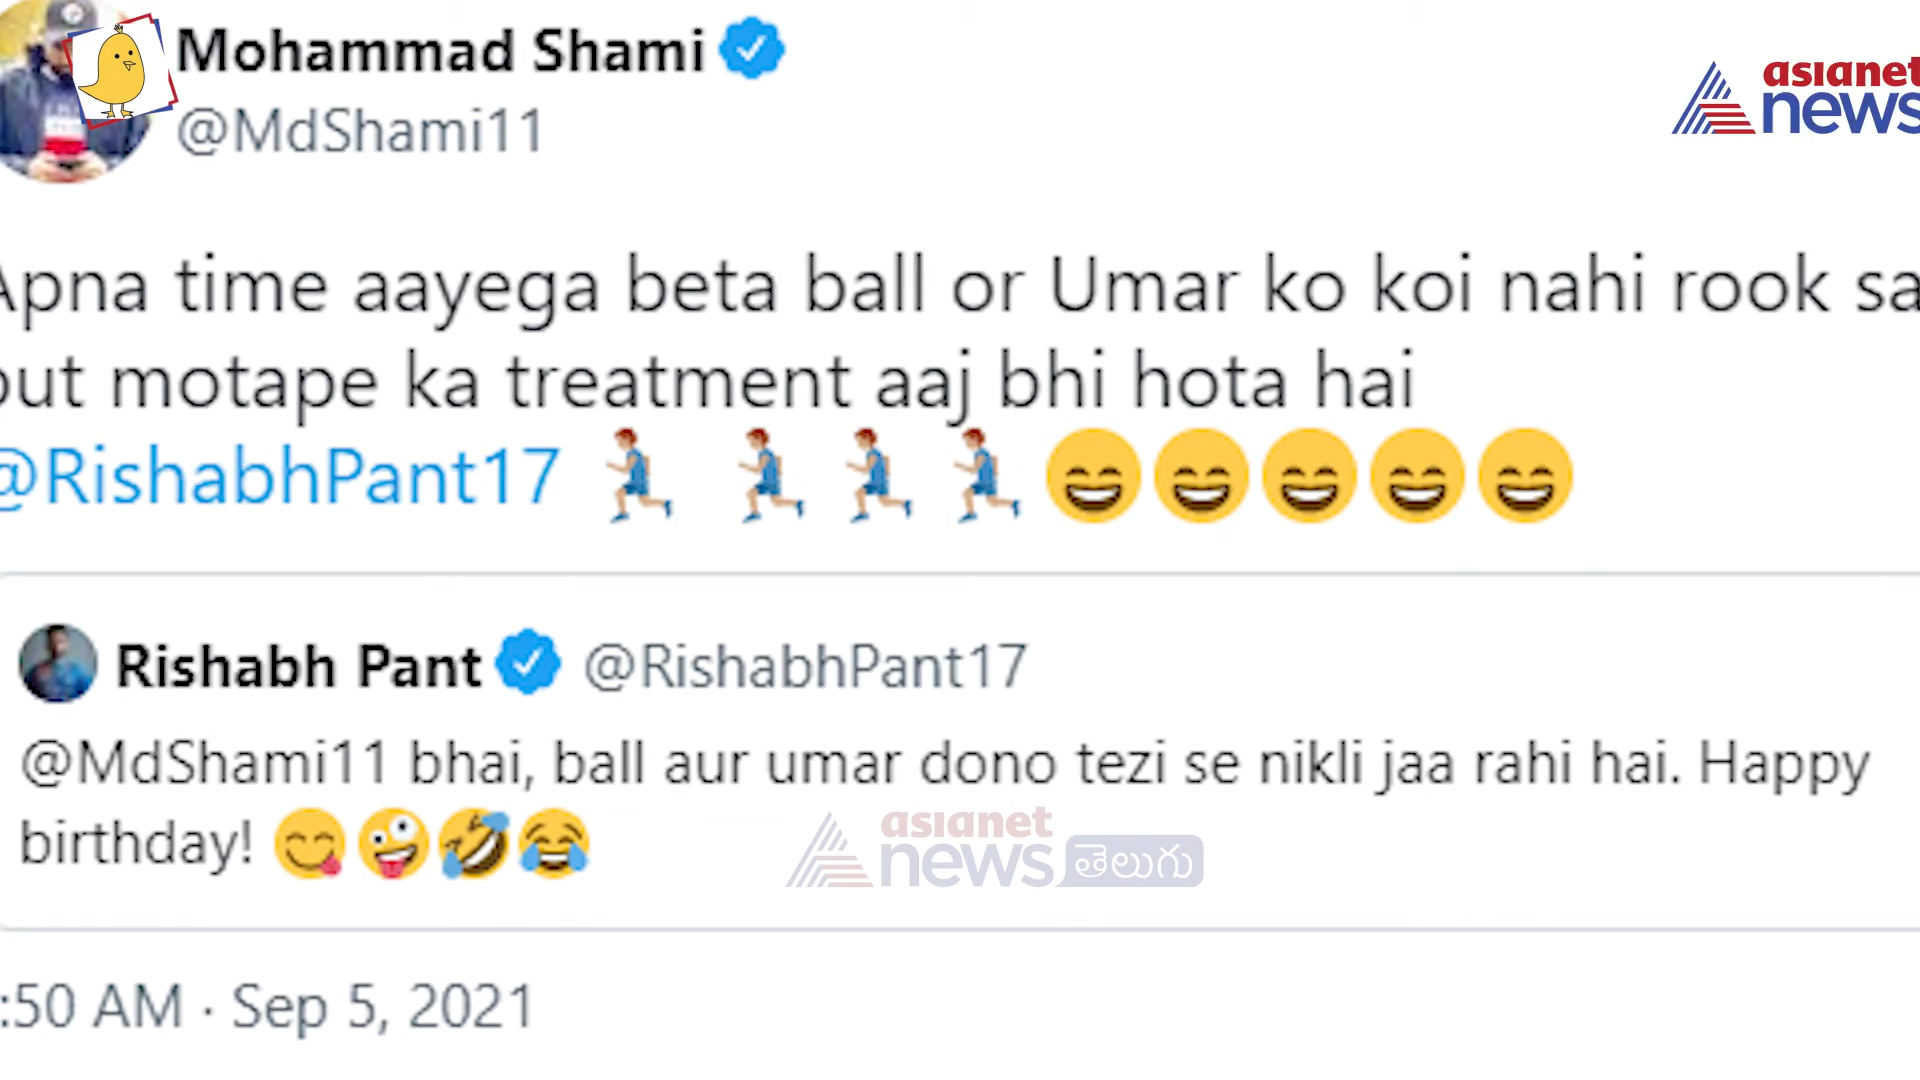 Mohammad Shami
@MdShami11
asianet
news
Apna time aayega beta ball or Umar ko koi nahi rook sa
but motape ka treatment aaj bhi hota hai
@RishabhPant17 🏃🏃🏃🏃😄😄😄😄😄
Rishabh Pant @RishabhPant17
@MdShami11 bhai, ball aur umar dono tezi se nikli jaa rahi hai. Happy
birthday! 😋🤪🤣😂
asianet
news తెలుగు
:50 AM · Sep 5, 2021